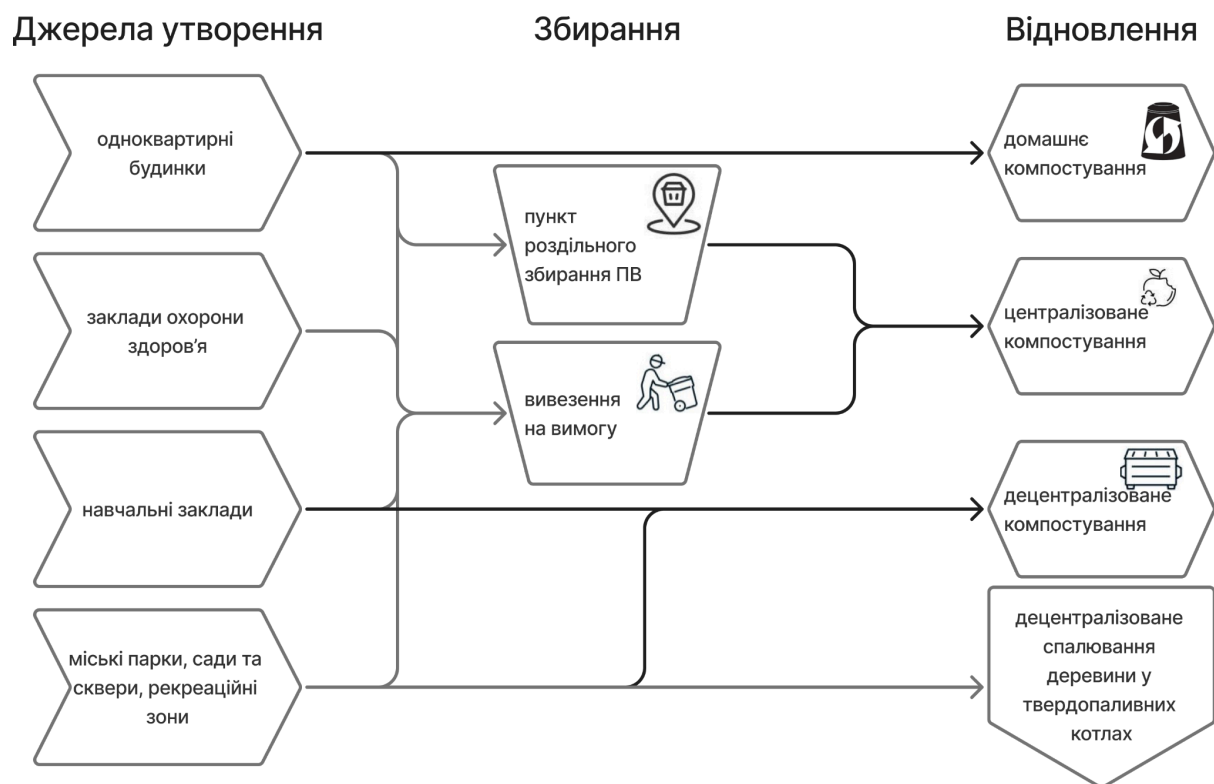 Джерела утворення
Збирання
Відновлення
одноквартирні
будинки
заклади охорони
здоров’я
навчальні заклади
міські парки, сади та
сквери, рекреаційні
зони
пункт
роздільного
збирання ПВ
вивезення
на вимогу
домашнє
компостування
централізоване
компостування
децентралізоване
компостування
децентралізоване
спалювання
деревини у
твердопаливних
котлах